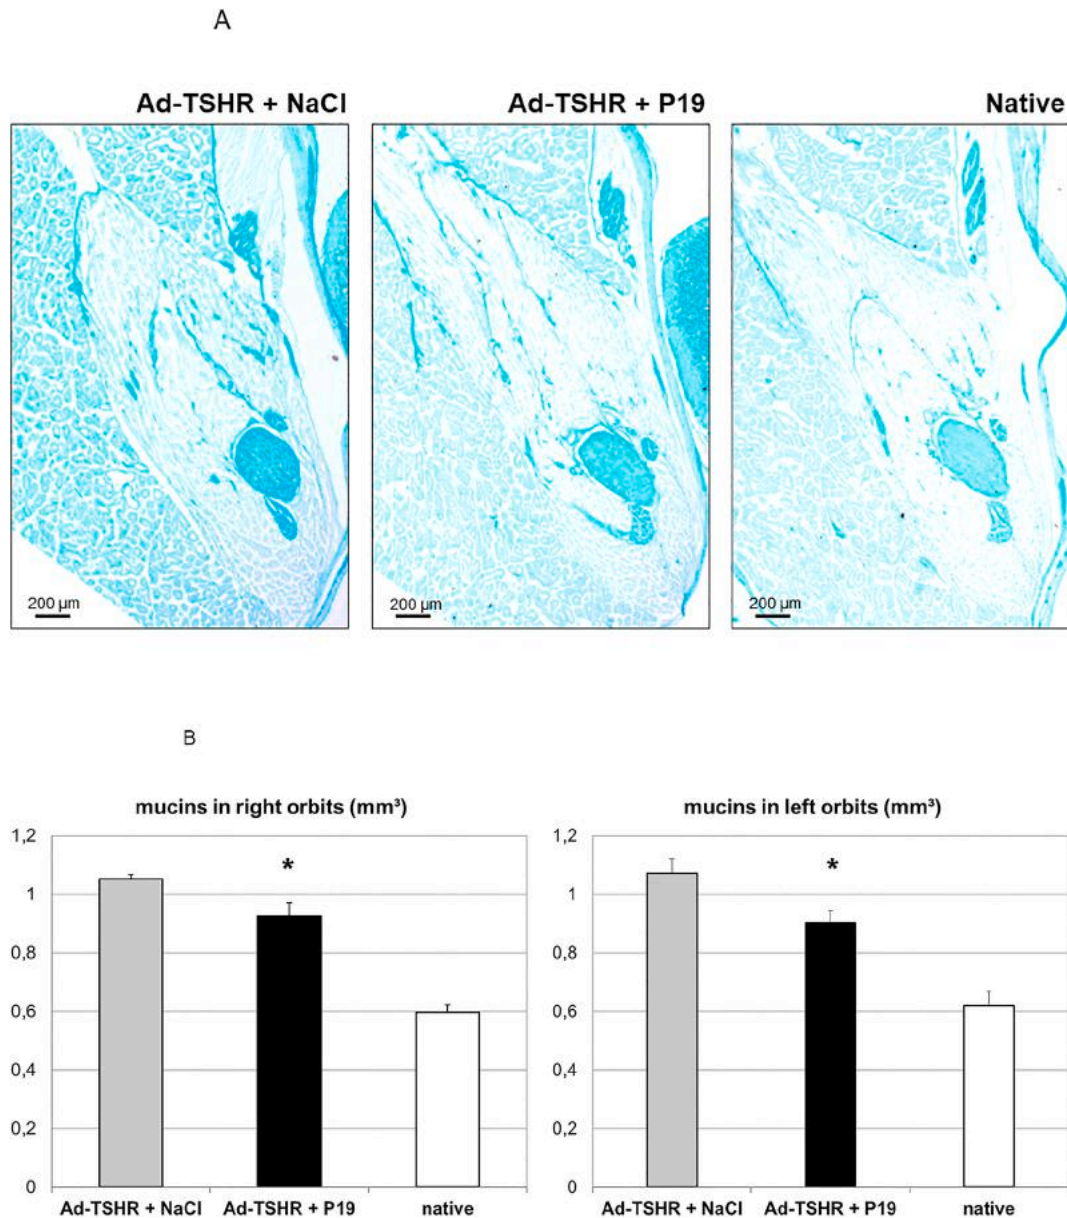 A
Ad-TSHR + NaCl Ad-TSHR + P19 Native
200 µm 200 µm 200 µm
B
mucins in right orbits (mm³) mucins in left orbits (mm³)
1,2 1,2
* *
1 1
0,8 0,8
0,6 0,6
0,4 0,4
0,2 0,2
0 0
Ad-TSHR + NaCl Ad-TSHR + P19 native Ad-TSHR + NaCl Ad-TSHR + P19 native